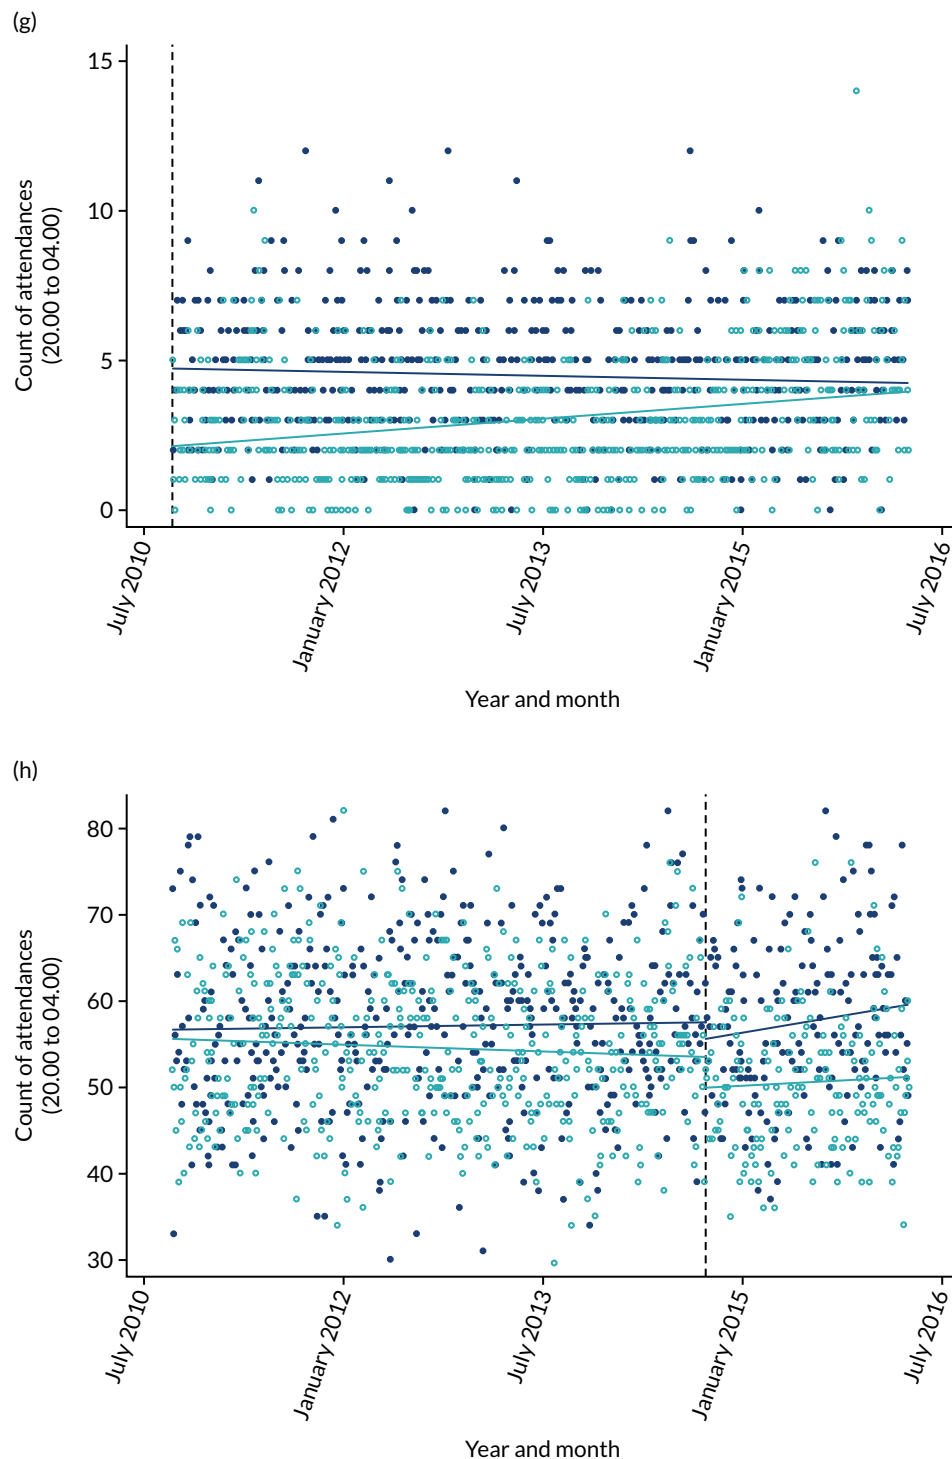 (g)
15
10
5
0
Count of attendances
(20.00 to 04.00)
July 2010
January 2012
July 2013
January 2015
July 2016
Year and month
(h)
80
70
60
50
40
30
Count of attendances
(20.00 to 04.00)
July 2010
January 2012
July 2013
January 2015
July 2016
Year and month